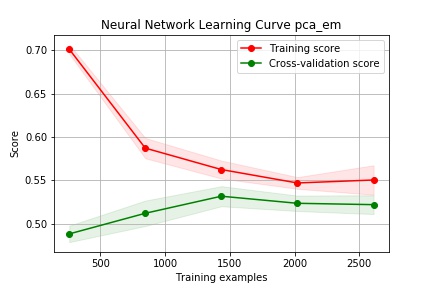 Neural Network Learning Curve pca_em
Training score
Cross-validation score
0.70
0.65
0.60
0.55
0.50
Score
500
1000
1500
2000
2500
Training examples